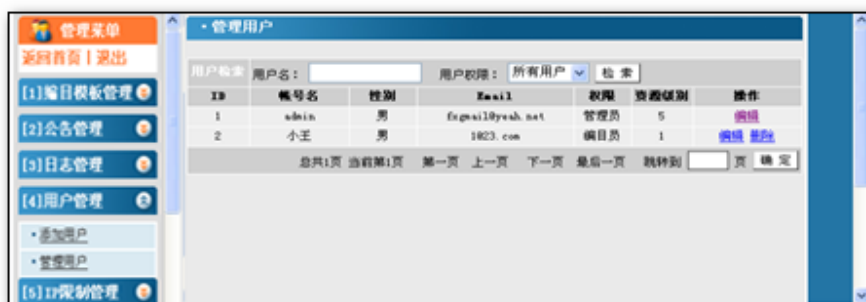 管理菜单
返回首页 | 退出
[1]编目模板管理
[2]公告管理
[3]日志管理
[4]用户管理
·添加用户
·管理用户
[5]IP限制管理
·管理用户
用户检索 用户名： 用户权限： 所有用户 检 索
ID 帐号名 性别 Email 权限 资源级别 操作
1 admin 男 管理员 5 编辑
2 小王 男 1@23.com 编目员 1 编辑 删除
总共1页 当前第1页 第一页 上一页 下一页 最后一页 跳转到 页 确 定